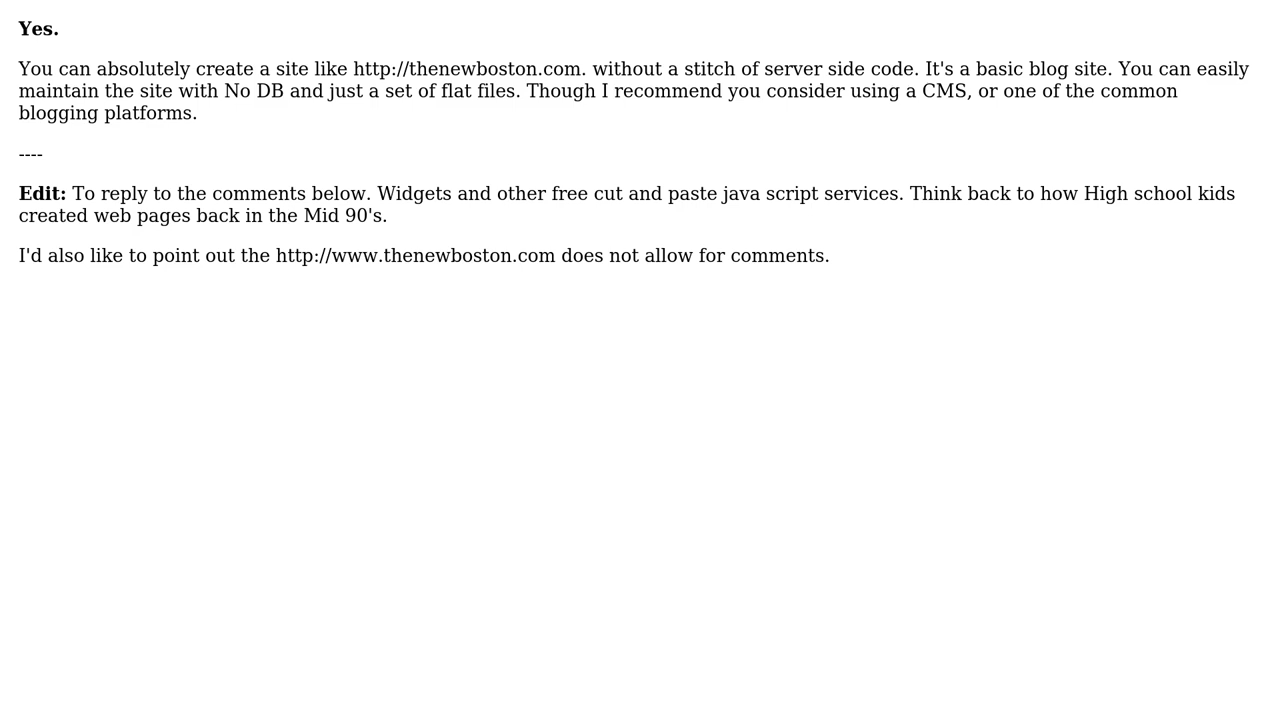 Yes.
You can absolutely create a site like http://thenewboston.com. without a stitch of server side code. It's a basic blog site. You can easily
maintain the site with No DB and just a set of flat files. Though I recommend you consider using a CMS, or one of the common
blogging platforms.
----
Edit: To reply to the comments below. Widgets and other free cut and paste java script services. Think back to how High school kids
created web pages back in the Mid 90's.
I'd also like to point out the http://www.thenewboston.com does not allow for comments.